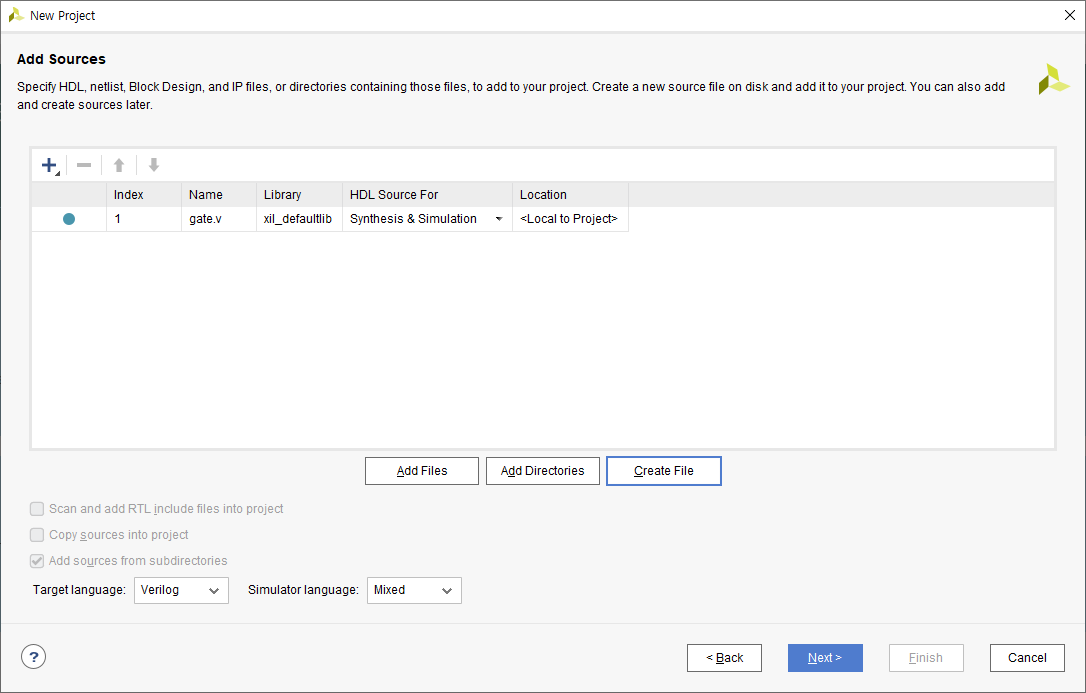 New Project
Add Sources
Specify HDL, netlist, Block Design, and IP files, or directories containing those files, to add to your project. Create a new source file on disk and add it to your project. You can also add
and create sources later.
Index Name Library HDL Source For Location
1 gate.v xil_defaultlib Synthesis & Simulation <Local to Project>
Add Files Add Directories Create File
Scan and add RTL include files into project
Copy sources into project
Add sources from subdirectories
Target language: Verilog Simulator language: Mixed
? < Back Next > Finish Cancel